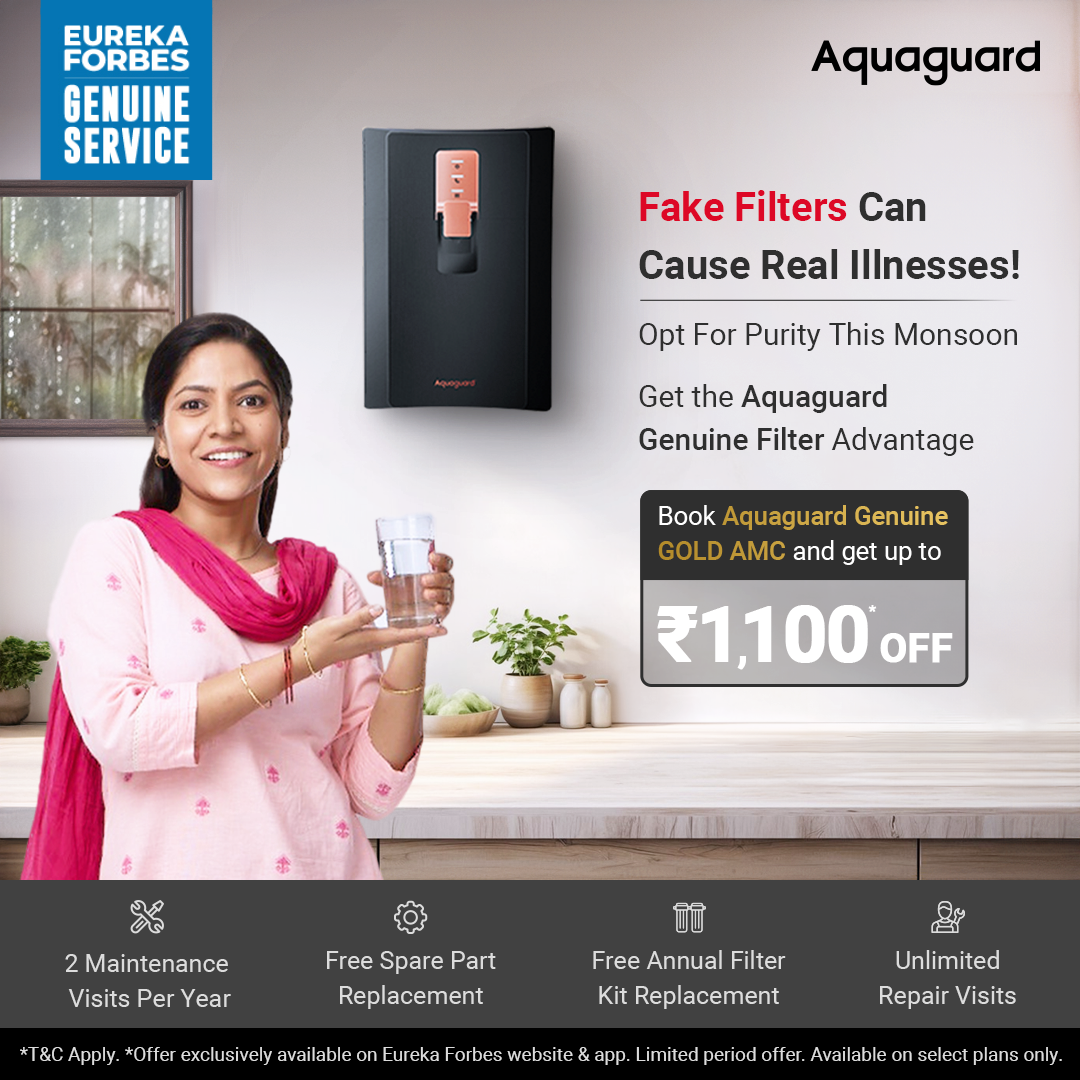 EUREKA
FORBES
GENUINE
SERVICE
Aquaguard
Aquaguard
Fake Filters Can
Cause Real Illnesses!
Opt For Purity This Monsoon
Get the Aquaguard
Genuine Filter Advantage
Book Aquaguard Genuine
GOLD AMC and get up to
₹1,100* OFF
2 Maintenance
Visits Per Year
Free Spare Part
Replacement
Free Annual Filter
Kit Replacement
Unlimited
Repair Visits
*T&C Apply. *Offer exclusively available on Eureka Forbes website & app. Limited period offer. Available on select plans only.